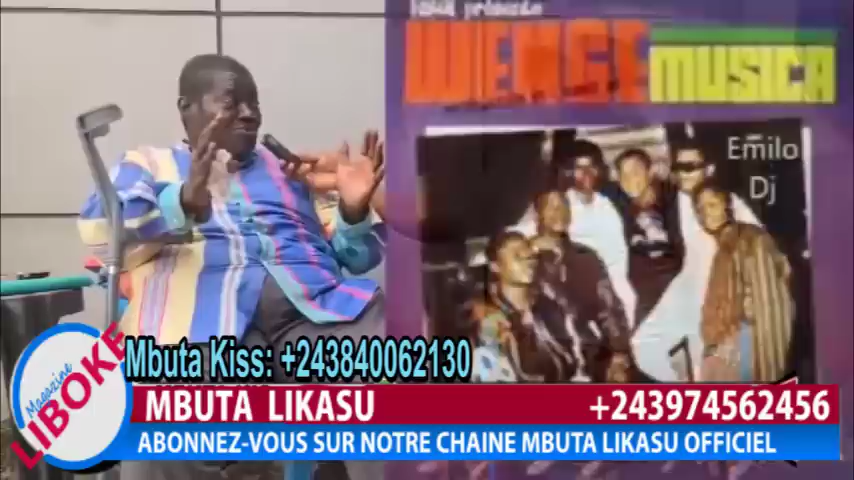 WENGE
MUSICA
Emilo
Dj
Magazine
LIBOKE
Mbuta Kiss: +243840062130
MBUTA LIKASU
+243974562456
ABONNEZ-VOUS SUR NOTRE CHAINE MBUTA LIKASU OFFICIEL